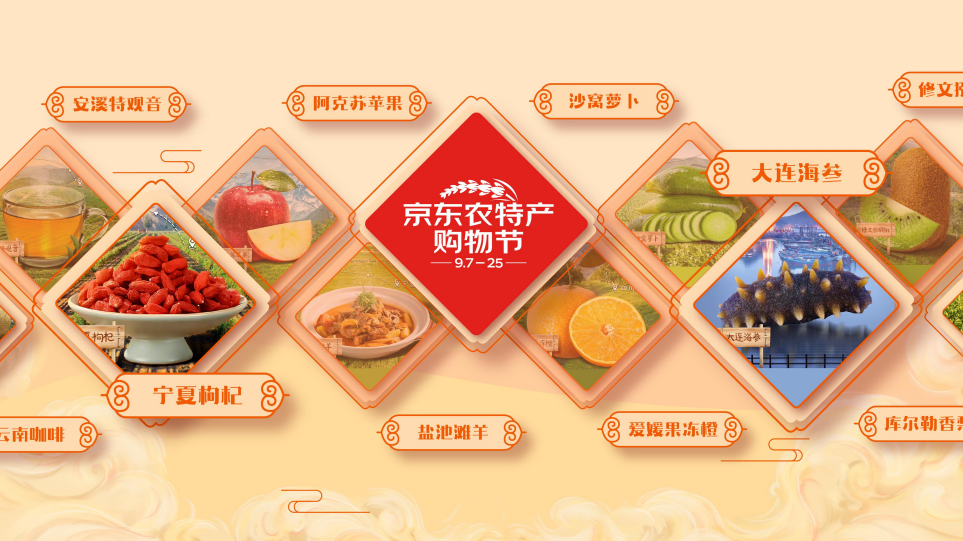 安溪特观音
阿克苏苹果
沙窝萝卜
修文猕
大连海参
京东农特产
购物节
9.7-25
枸杞
大连海参
宁夏枸杞
云南咖啡
盐池滩羊
爱媛果冻橙
库尔勒香梨